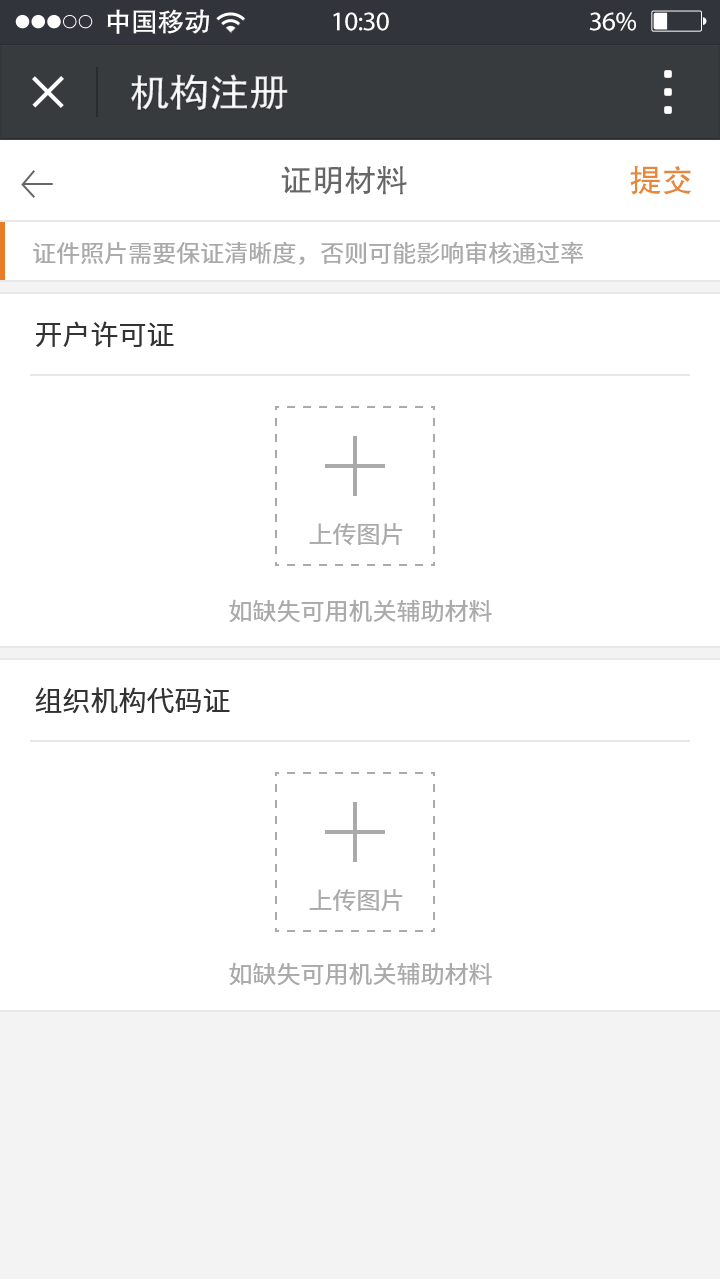 中国移动 10:30 36%
机构注册
证明材料 提交
证件照片需要保证清晰度，否则可能影响审核通过率
开户许可证
上传图片
如缺失可用机关辅助材料
组织机构代码证
上传图片
如缺失可用机关辅助材料